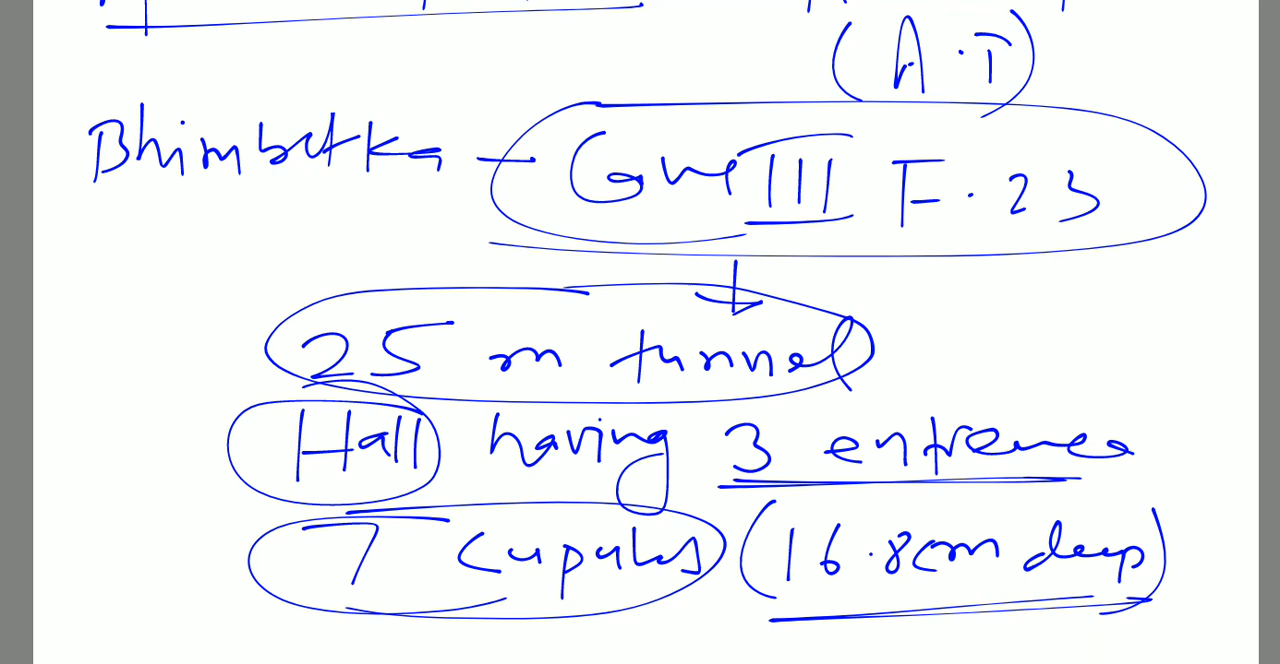 (A.T)
Bhimbetka - Cave III F.23
25 m tunnel
Hall having 3 entrance
7 cupules (16.8cm deep)